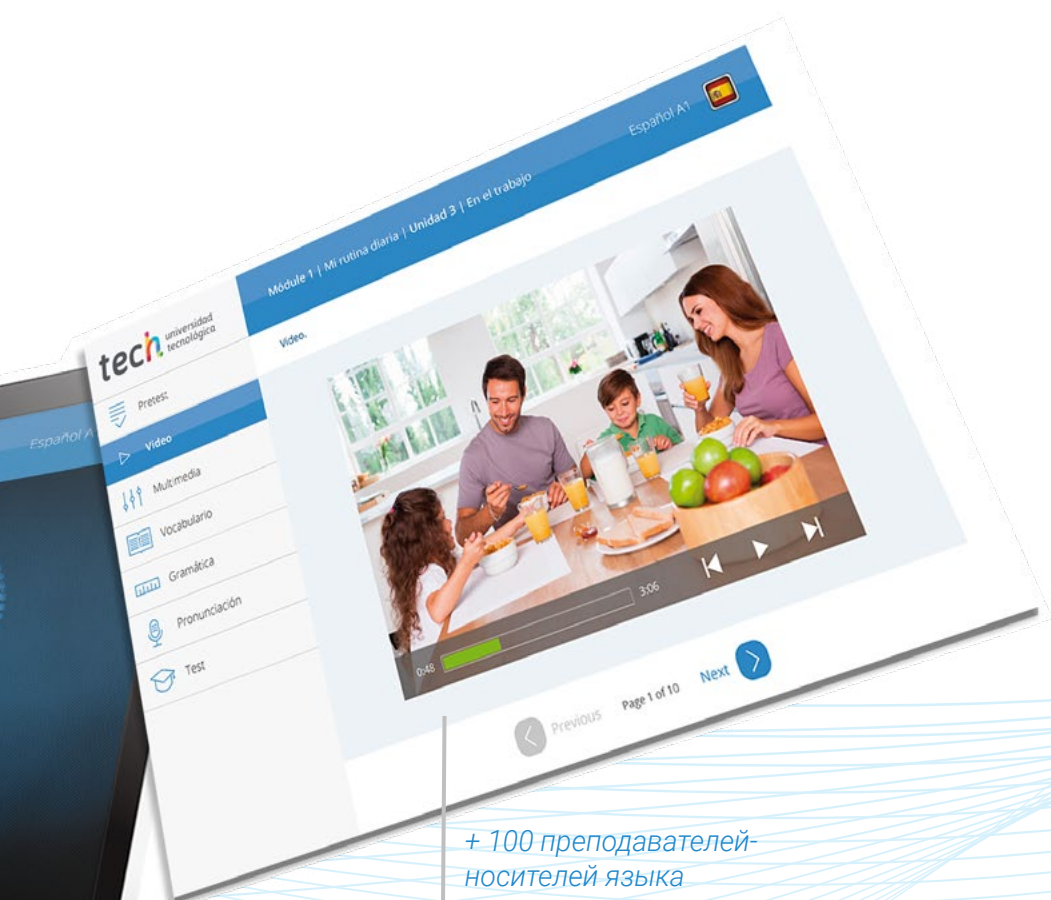 Español A1
Módule 1 | Mi rutina diaria | Unidad 3 | En el trabajo
tech universidad
tecnológica
Video.
Pretest
Video
Multimedia
Vocabulario
Gramática
Pronunciación
Test
Español A
0:48
3:06
Previous
Page 1 of 10
Next
+ 100 преподавателей-
носителей языка